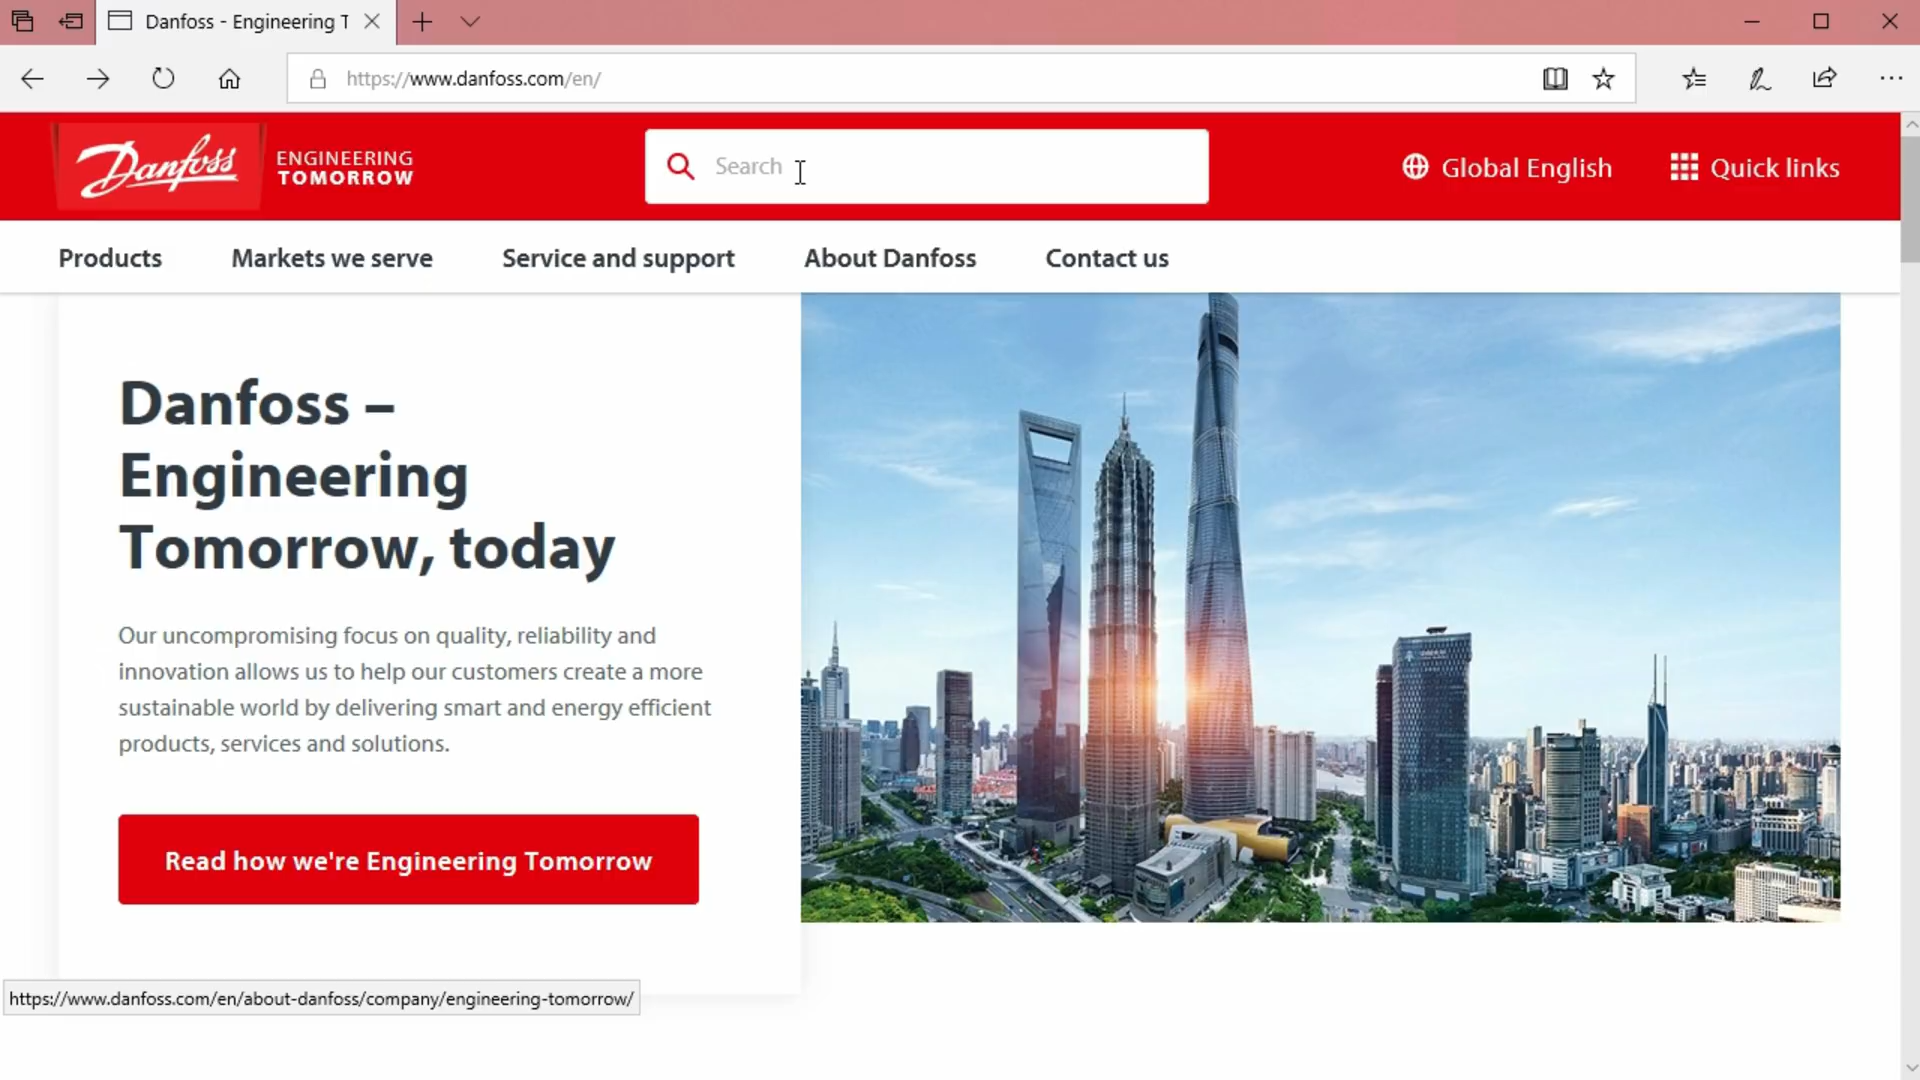 Danfoss - Engineering T
https://www.danfoss.com/en/
Danfoss
ENGINEERING
TOMORROW
Search
Global English
Quick links
Products
Markets we serve
Service and support
About Danfoss
Contact us
Danfoss –
Engineering
Tomorrow, today
Our uncompromising focus on quality, reliability and
innovation allows us to help our customers create a more
sustainable world by delivering smart and energy efficient
products, services and solutions.
Read how we're Engineering Tomorrow
https://www.danfoss.com/en/about-danfoss/company/engineering-tomorrow/